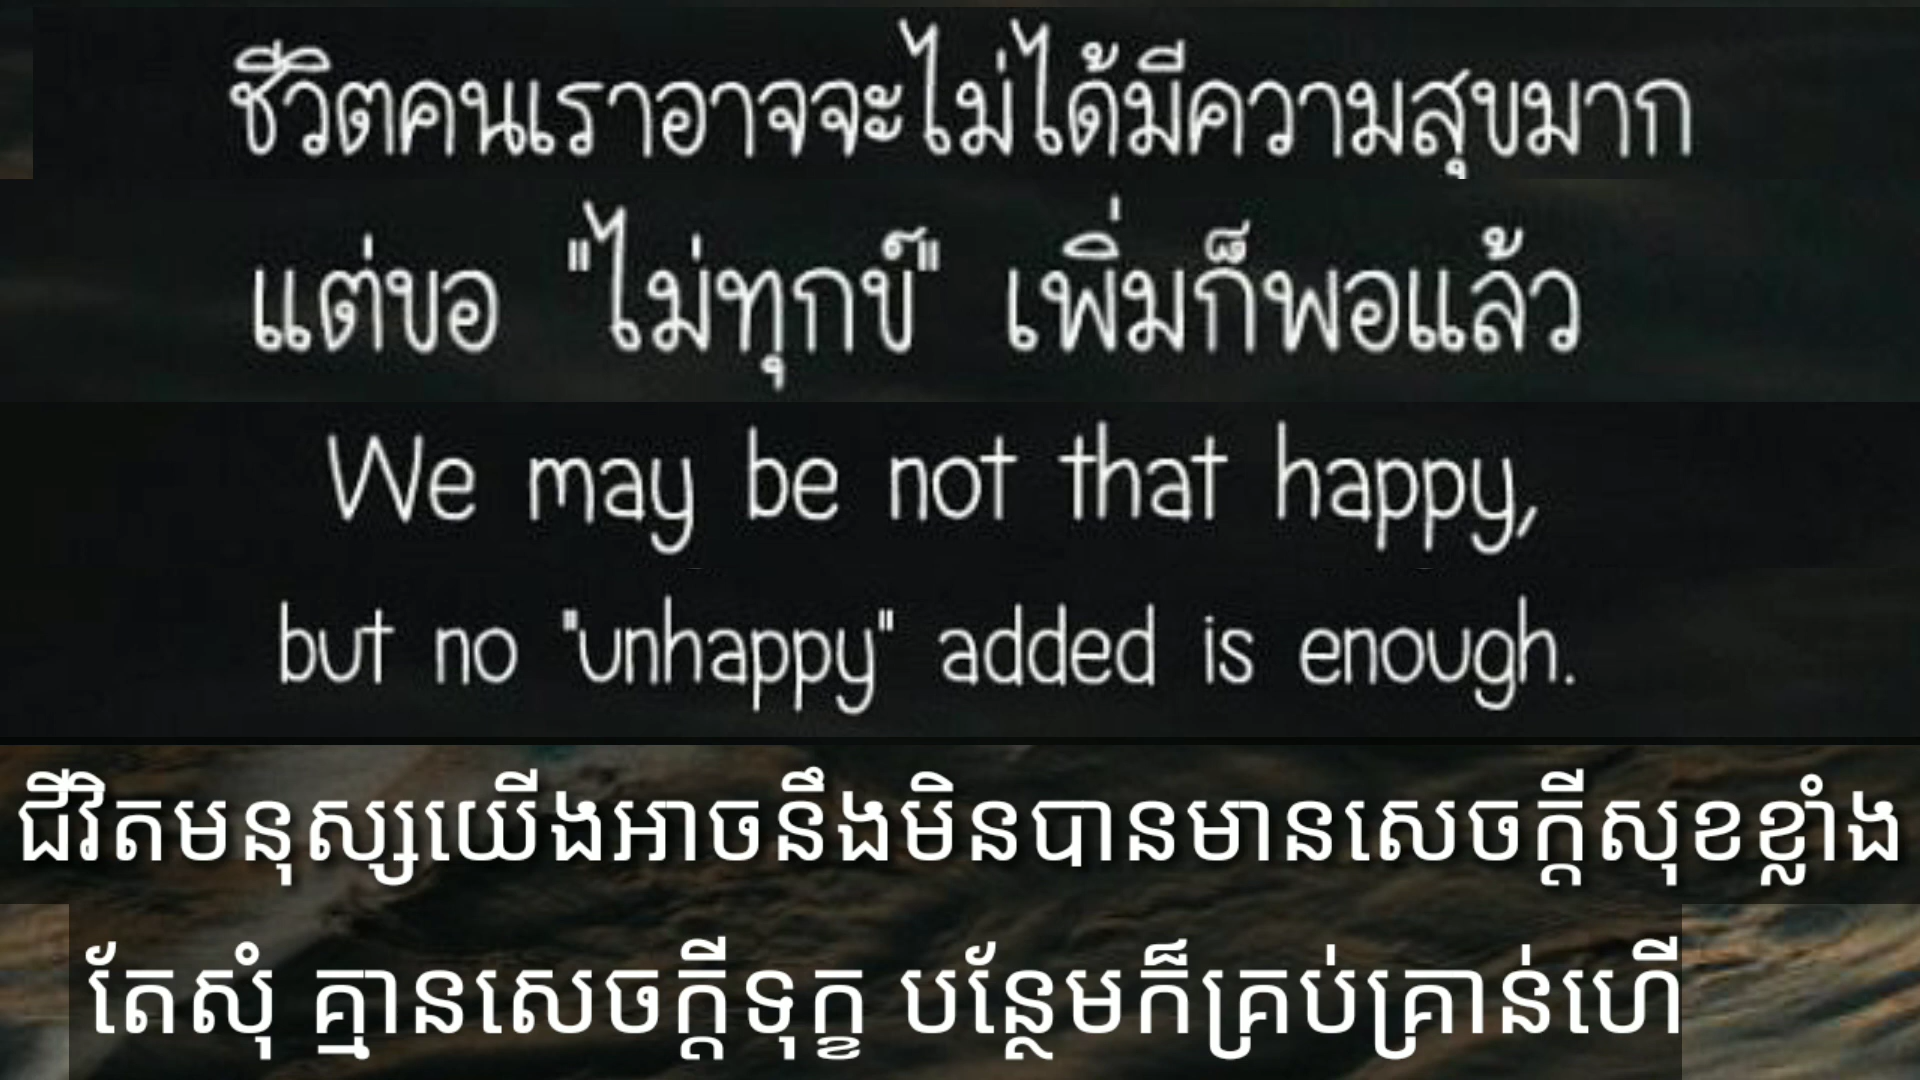 ชีวิตคนเราอาจจะไม่ได้มีความสุขมาก
แต่ขอ "ไม่ทุกข์" เพิ่มก็พอแล้ว
We may be not that happy,
but no "unhappy" added is enough.
ជីវិតមនុស្សយើងអាចនឹងមិនបានមានសេចក្ដីសុខខ្លាំង
តែសុំ គ្មានសេចក្ដីទុក្ខ បន្ថែមក៏គ្រប់គ្រាន់ហើ